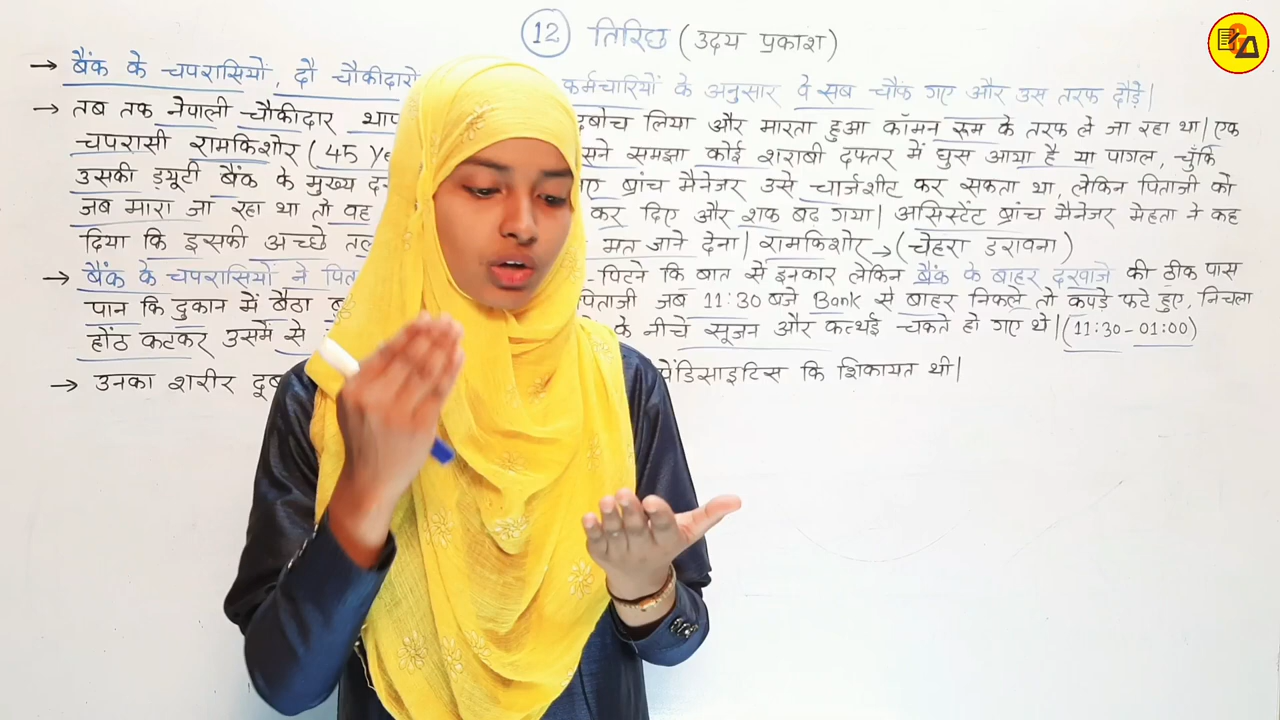 12 तिरिछ (उदय प्रकाश)
→ बैंक के चपरासियों, दो चौकीदारो कर्मचारियों के अनुसार वे सब चौंक गए और उस तरफ दौड़े|
→ तब तक नेपाली चौकीदार थाप दबोच लिया और मारता हुआ कॉमन रूम के तरफ ले जा रहा था| एक
चपरासी रामकिशोर (45 Ye सने समझा कोई शराबी दफ्तर में घुस आया है या पागल, चुँकि
उसकी ड्यूटी बैंक के मुख्य द ए ब्रांच मैनेजर उसे चार्जशीट कर सकता था, लेकिन पिताजी को
जब मारा जा रहा था तो वह कर दिए और शक बढ गया| असिस्टेंट ब्रांच मैनेजर मेहता ने कह
दिया कि इसकी अच्छे तल मत जाने देना| रामकिशोर → (चेहरा डरावना)
→ बैंक के चपरासियों ने पिता -पिटने कि बात से इनकार लेकिन बैंक के बाहर दरवाजे की ठीक पास
पान कि दुकान में बैठा बु पिताजी जब 11:30 बजे Bank से बाहर निकले तो कपड़े फटे हुए, निचला
होंठ कटकर उसमें से के नीचे सूजन और कत्थई चकते हो गए थे| (11:30-01:00)
→ उनका शरीर दूब पेंडिसाइटिस कि शिकायत थी|